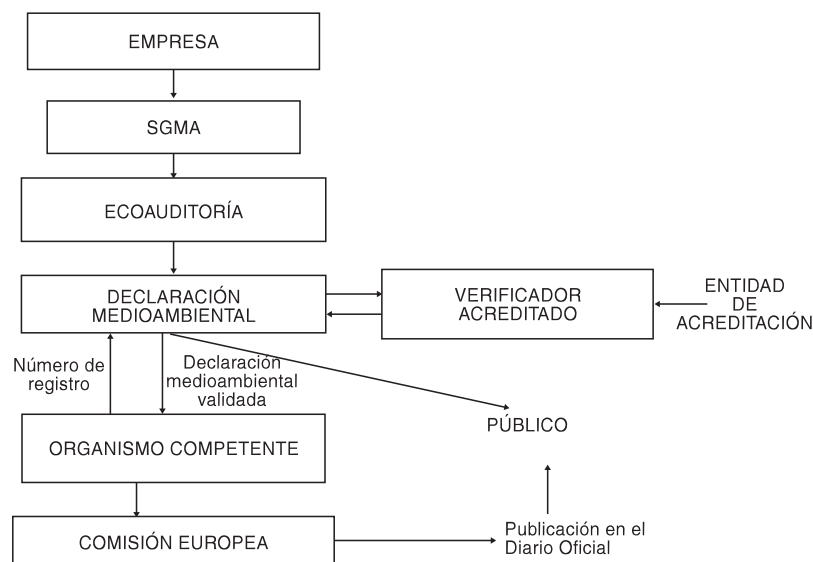 EMPRESA
SGMA
ECOAUDITORÍA
DECLARACIÓN
MEDIOAMBIENTAL
VERIFICADOR
ACREDITADO
ENTIDAD
DE
ACREDITACIÓN
Número de
registro
Declaración
medioambiental
validada
PÚBLICO
ORGANISMO COMPETENTE
COMISIÓN EUROPEA
Publicación en el
Diario Oficial